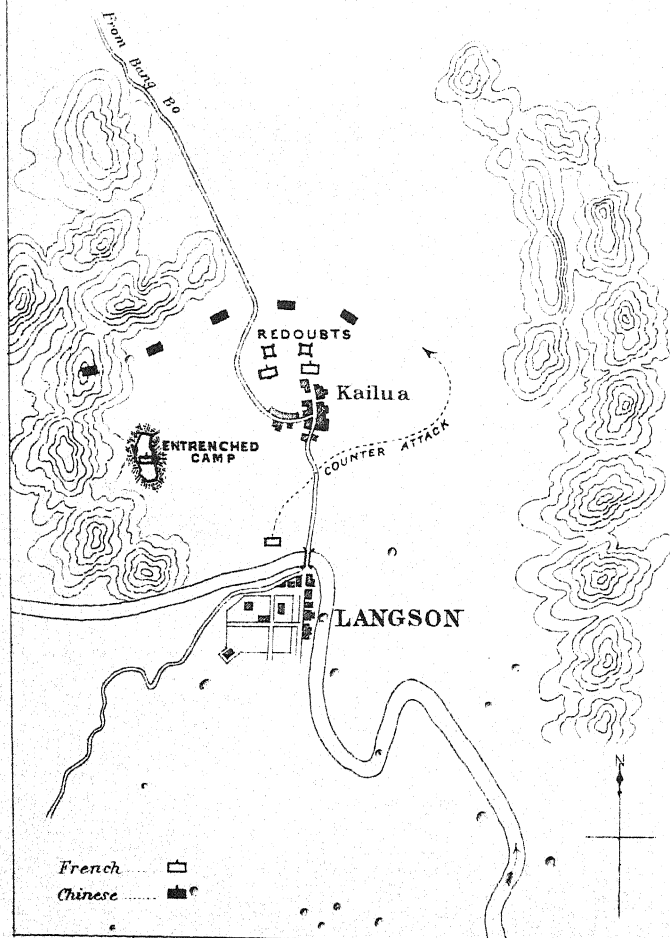 From Bang Bo
REDOUBTS
Kailua
ENTRENCHED
CAMP
COUNTER ATTACK
LANGSON
N
French
Chinese